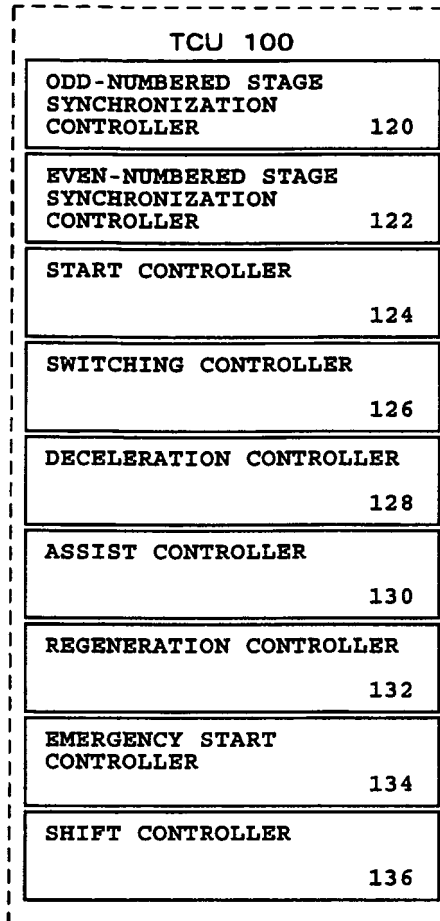 TCU 100
ODD-NUMBERED STAGE
SYNCHRONIZATION
CONTROLLER 120
EVEN-NUMBERED STAGE
SYNCHRONIZATION
CONTROLLER 122
START CONTROLLER
124
SWITCHING CONTROLLER
126
DECELERATION CONTROLLER
128
ASSIST CONTROLLER
130
REGENERATION CONTROLLER
132
EMERGENCY START
CONTROLLER
134
SHIFT CONTROLLER
136